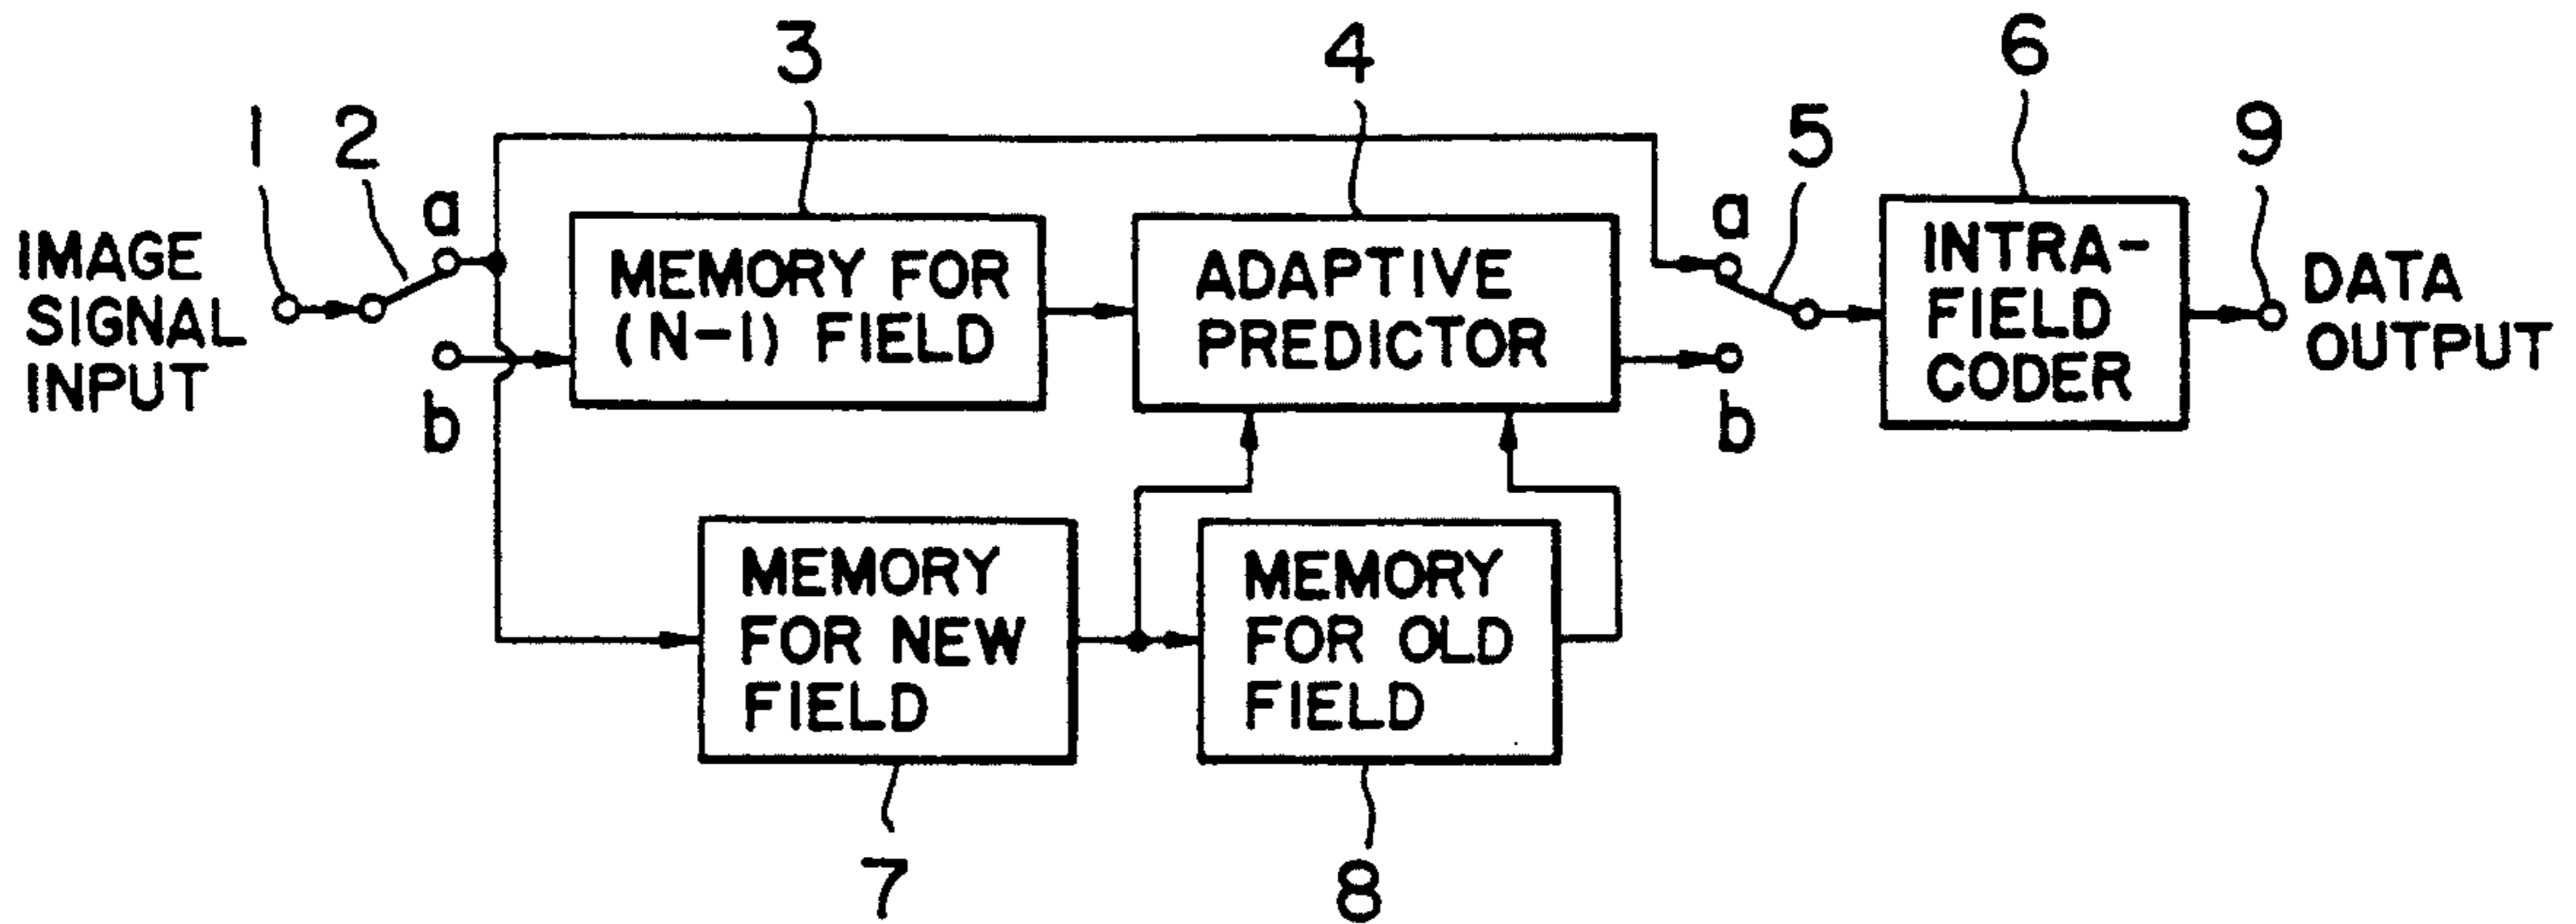 3
4
6
1
2
5
9
a
a
IMAGE
SIGNAL
INPUT
MEMORY FOR
(N-1) FIELD
ADAPTIVE
PREDICTOR
INTRA-
FIELD
CODER
DATA
OUTPUT
b
b
MEMORY
FOR NEW
FIELD
MEMORY
FOR OLD
FIELD
7
8